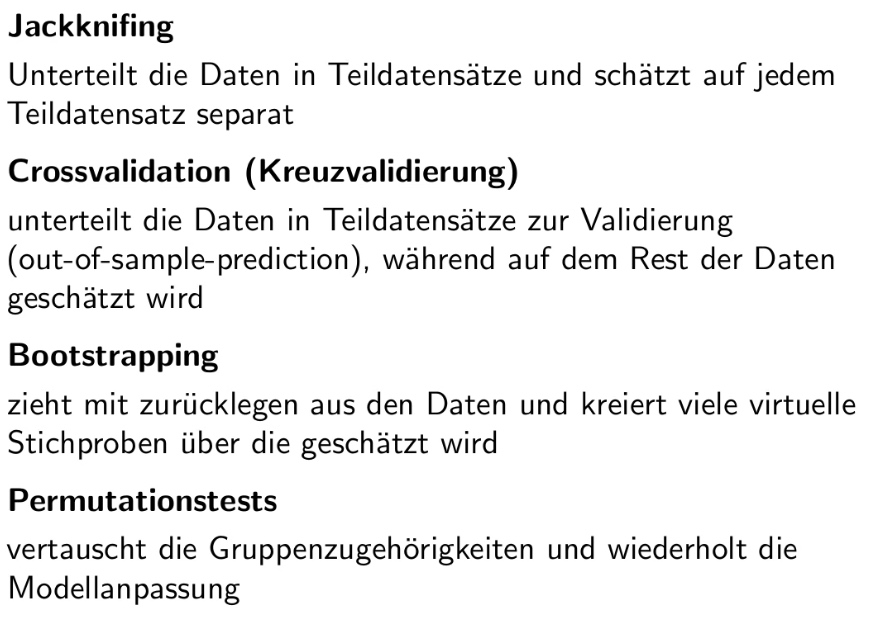 Jackknifing
Unterteilt die Daten in Teildatensätze und schätzt auf jedem
Teildatensatz separat
Crossvalidation (Kreuzvalidierung)
unterteilt die Daten in Teildatensätze zur Validierung
(out-of-sample-prediction), während auf dem Rest der Daten
geschätzt wird
Bootstrapping
zieht mit zurücklegen aus den Daten und kreiert viele virtuelle
Stichproben über die geschätzt wird
Permutationstests
vertauscht die Gruppenzugehörigkeiten und wiederholt die
Modellanpassung